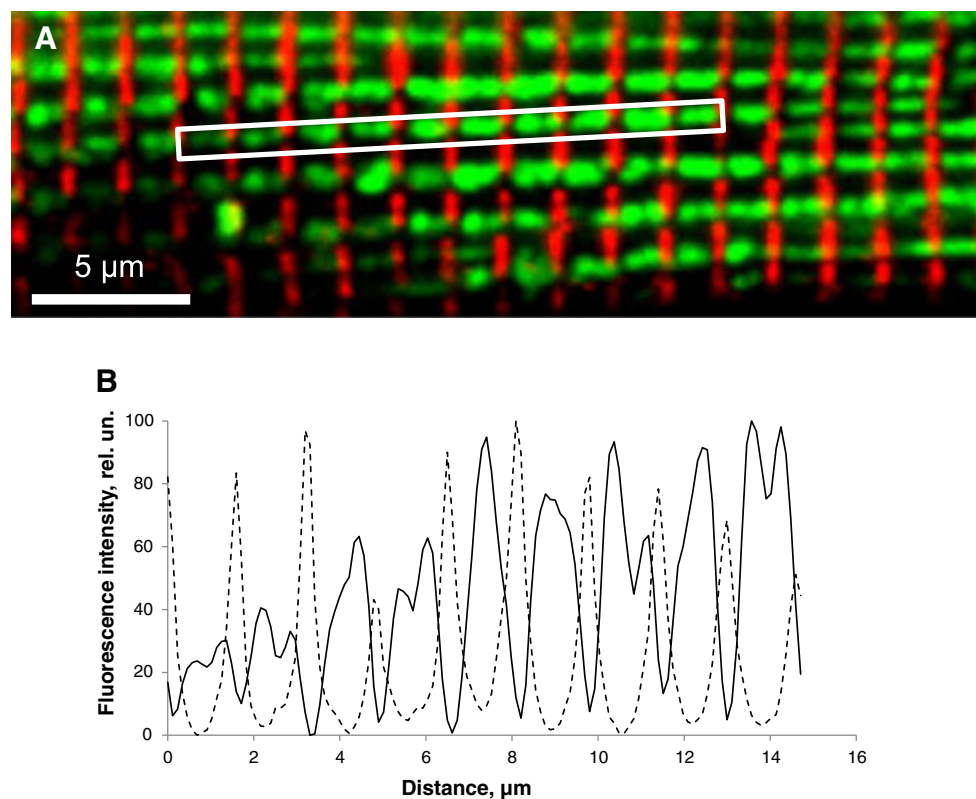 A
5 μm
B
Fluorescence intensity, rel. un.
100
80
60
40
20
0
0 2 4 6 8 10 12 14 16
Distance, μm